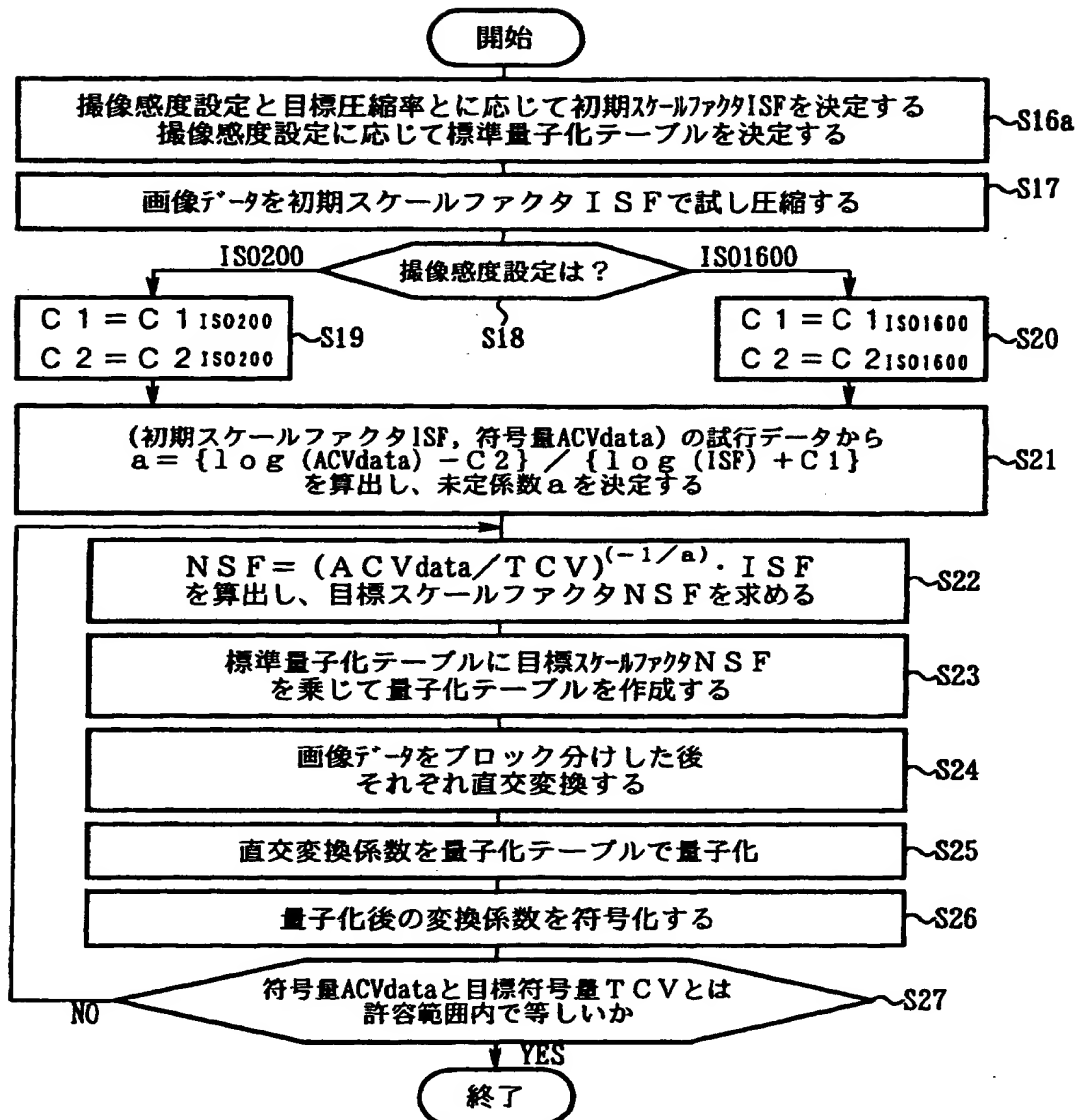 開始
撮像感度設定と目標圧縮率とに応じて初期スケールファクタISFを決定する
撮像感度設定に応じて標準量子化テーブルを決定する
S16a
画像データを初期スケールファクタISFで試し圧縮する
S17
撮像感度設定は?
ISO200
ISO1600
S18
C1=C1ISO200
C2=C2ISO200
S19
C1=C1ISO1600
C2=C2ISO1600
S20
(初期スケールファクタISF, 符号量ACVdata)の試行データから
a={log(ACVdata)-C2}/{log(ISF)+C1}
を算出し、未定係数aを決定する
S21
NSF=(ACVdata/TCV)^(-1/a)・ISF
を算出し、目標スケールファクタNSFを求める
S22
標準量子化テーブルに目標スケールファクタNSF
を乗じて量子化テーブルを作成する
S23
画像データをブロック分けした後
それぞれ直交変換する
S24
直交変換係数を量子化テーブルで量子化
S25
量子化後の変換係数を符号化する
S26
符号量ACVdataと目標符号量TCVとは
許容範囲内で等しいか
S27
NO
YES
終了